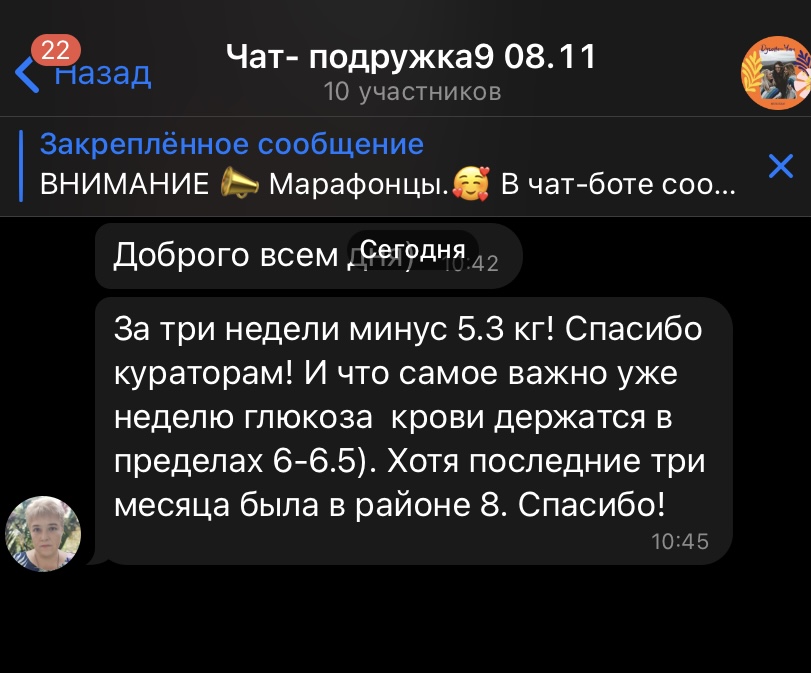 22
Назад
Чат- подружка9 08.11
10 участников
Закреплённое сообщение
ВНИМАНИЕ 📣 Марафонцы.🥰 В чат-боте соо...
Сегодня
Доброго всем дня)
10:42
За три недели минус 5.3 кг! Спасибо
кураторам! И что самое важно уже
неделю глюкоза крови держатся в
пределах 6-6.5). Хотя последние три
месяца была в районе 8. Спасибо!
10:45